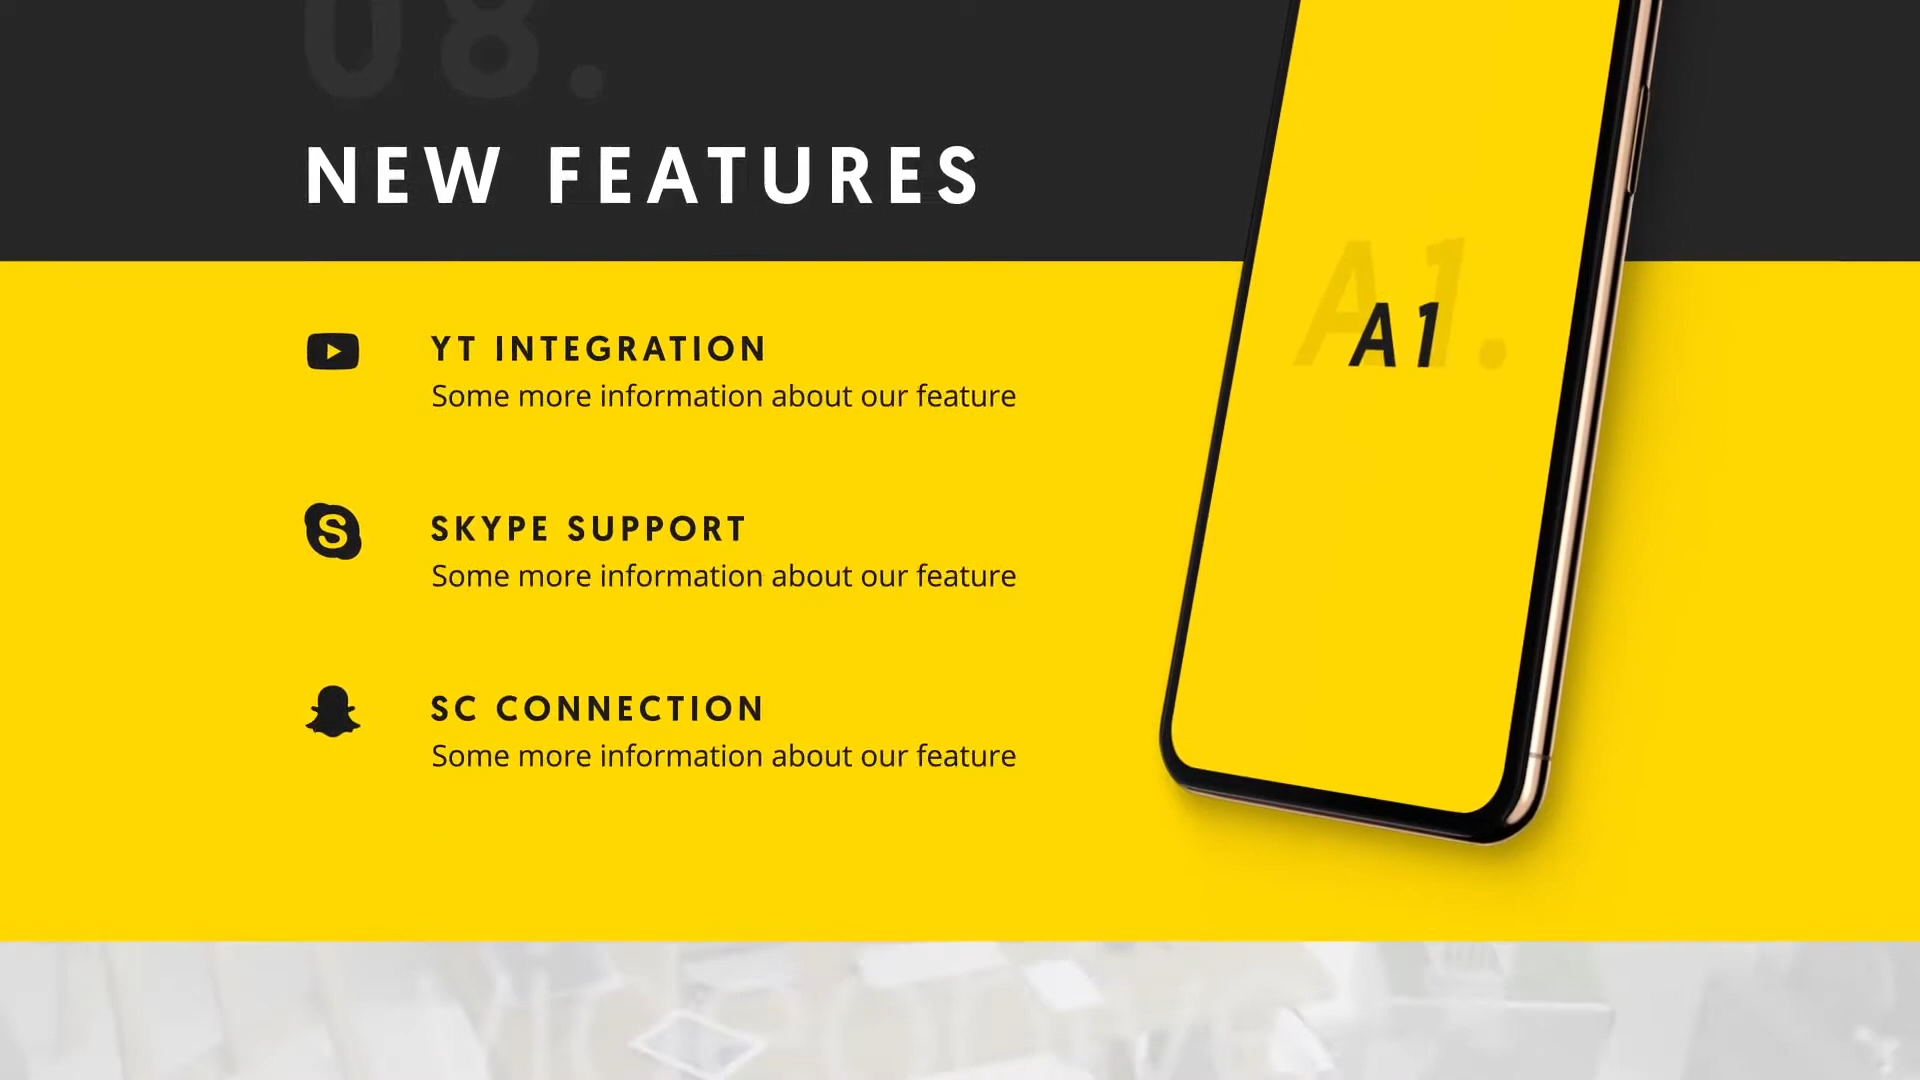 08.
NEW FEATURES
YT INTEGRATION
Some more information about our feature
SKYPE SUPPORT
Some more information about our feature
SC CONNECTION
Some more information about our feature
A1.
A1